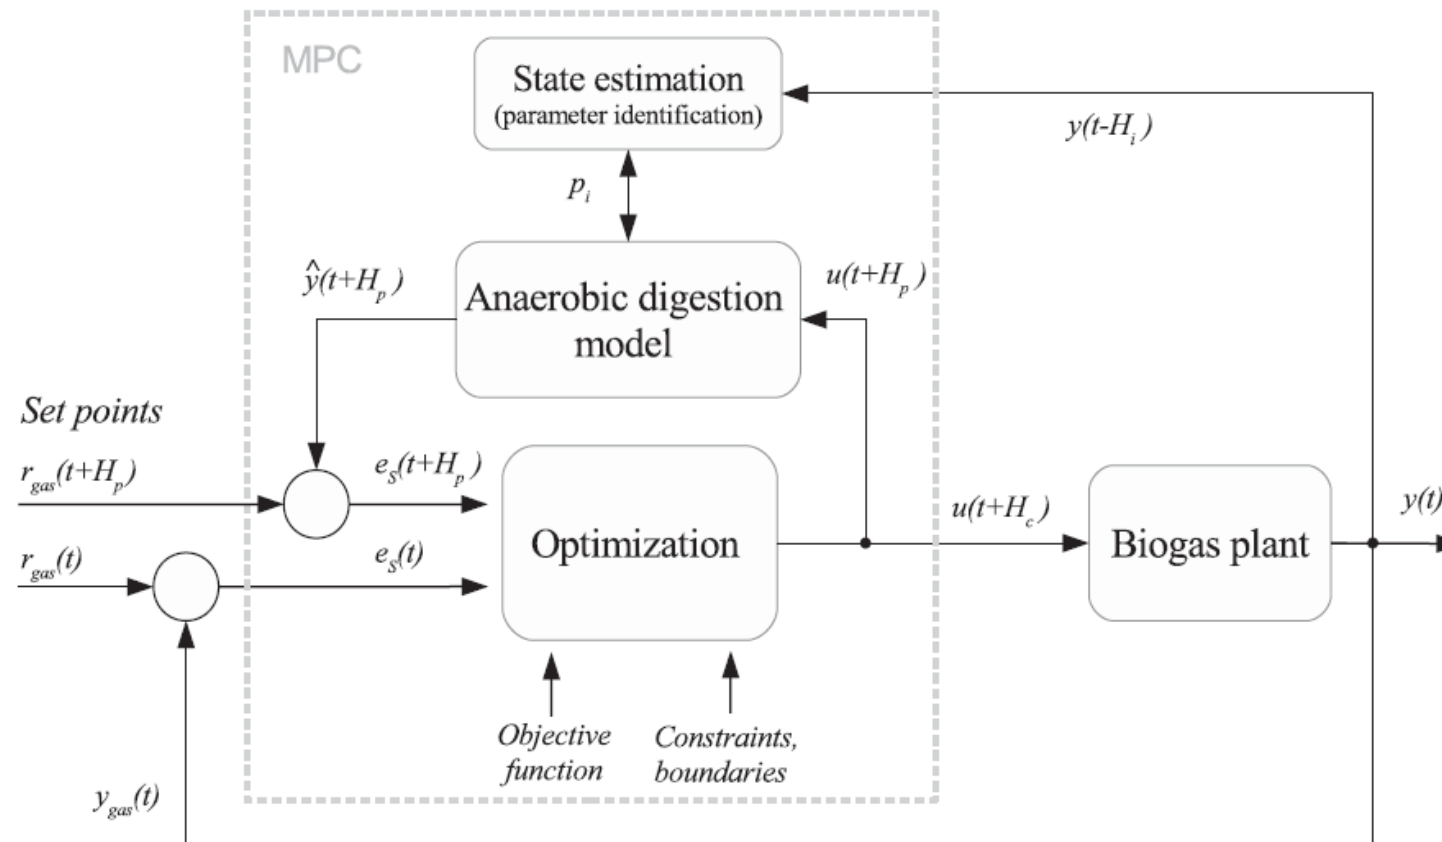 MPC
State estimation
(parameter identification)
y(t-H_i)
p_i
ŷ(t+H_p)
u(t+H_p)
Anaerobic digestion
model
Set points
r_gas(t+H_p)
e_S(t+H_p)
r_gas(t)
e_S(t)
Optimization
u(t+H_c)
Biogas plant
y(t)
Objective
function
Constraints,
boundaries
y_gas(t)